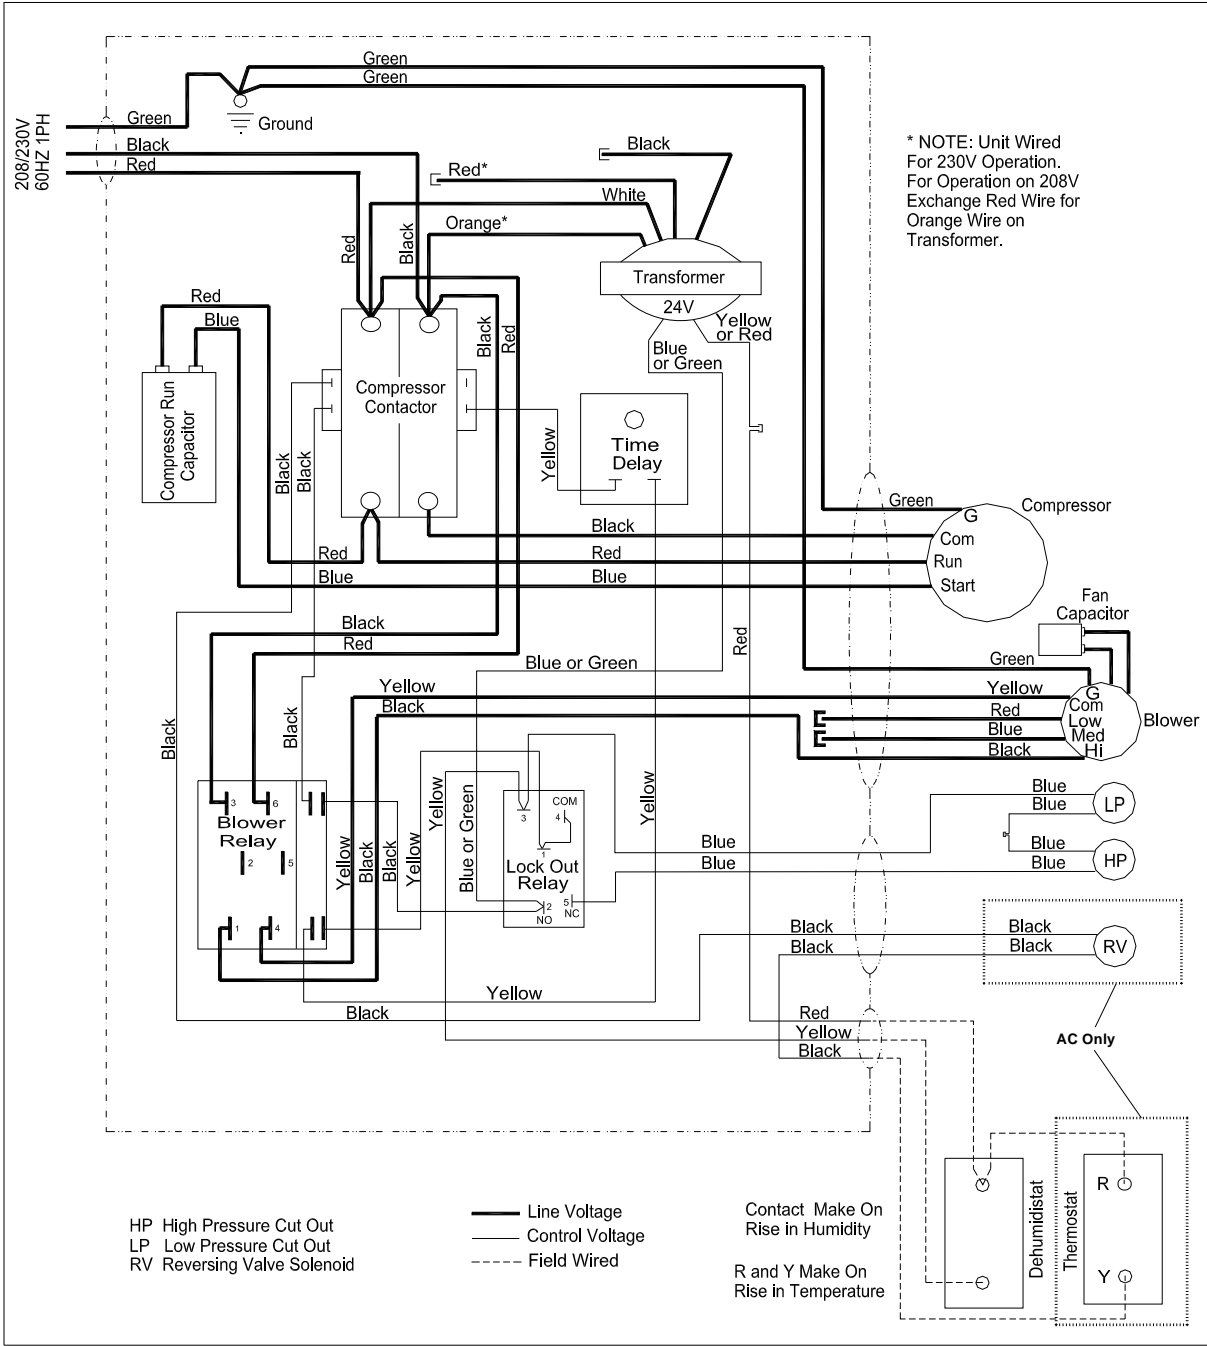 Green
Green
Green
Ground
208/230V
60HZ 1PH
Black
Red
Black
Red*
White
Orange*
* NOTE: Unit Wired
For 230V Operation.
For Operation on 208V
Exchange Red Wire for
Orange Wire on
Transformer.
Red
Black
Transformer
24V
Red
Blue
Black
Red
Yellow
or Red
Blue
or Green
Compressor Run
Capacitor
Compressor
Contactor
Time
Delay
Black
Black
Yellow
Green
G
Compressor
Black
Com
Red
Red
Run
Blue
Blue
Start
Fan
Capacitor
Black
Red
Red
Blue or Green
Green
Yellow
Yellow
G
Black
Com
Red
Low
Blower
Blue
Med
Black
Hi
Black
Black
Yellow
Blue or Green
Yellow
3
6
Blower
Relay
2
5
1
4
Yellow
Black
Black
Yellow
COM
3
4
1
Lock Out
Relay
2
NO
5
NC
Blue
Blue
LP
Blue
Blue
Blue
Blue
HP
Black
Black
Black
Black
RV
Yellow
Black
Red
Yellow
Black
AC Only
R
Y
Dehumidistat
Thermostat
HP High Pressure Cut Out
LP Low Pressure Cut Out
RV Reversing Valve Solenoid
Line Voltage
Control Voltage
Field Wired
Contact Make On
Rise in Humidity
R and Y Make On
Rise in Temperature